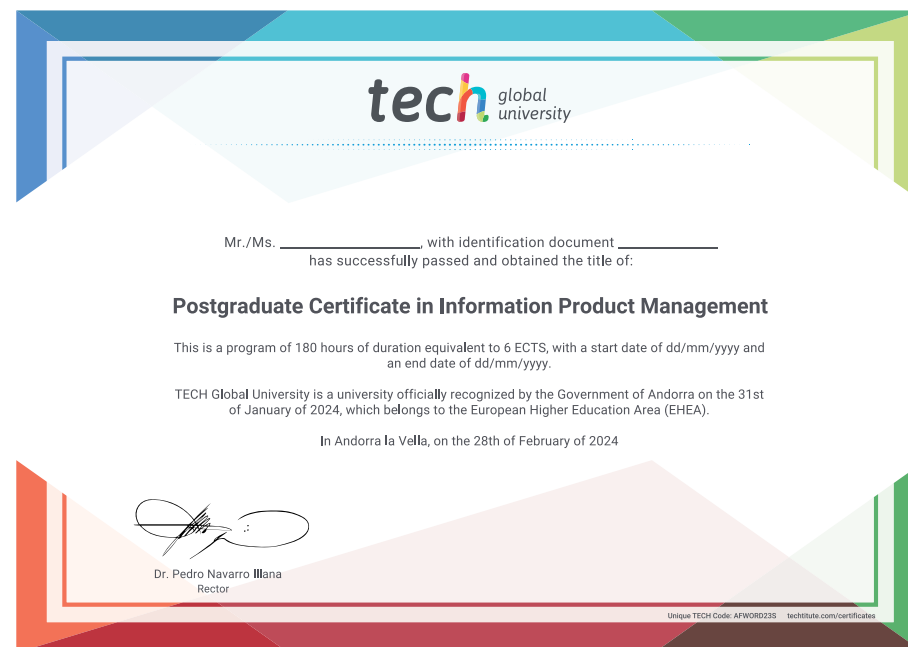 tech global
university
Mr./Ms. ____________________, with identification document ______________
has successfully passed and obtained the title of:
Postgraduate Certificate in Information Product Management
This is a program of 180 hours of duration equivalent to 6 ECTS, with a start date of dd/mm/yyyy and
an end date of dd/mm/yyyy.
TECH Global University is a university officially recognized by the Government of Andorra on the 31st
of January of 2024, which belongs to the European Higher Education Area (EHEA).
In Andorra la Vella, on the 28th of February of 2024
Dr. Pedro Navarro Illana
Rector
Unique TECH Code: AFWORD23S techtitute.com/certificates